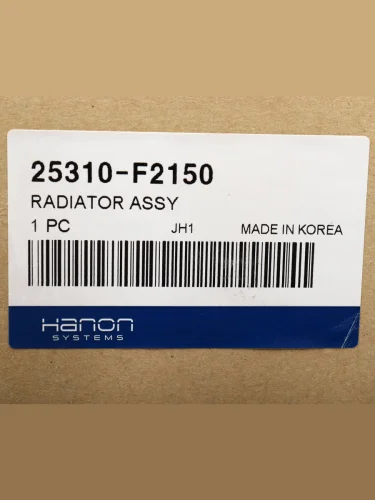 25310-F2150
RADIATOR ASSY
1 PC JH1 MADE IN KOREA
Hanon
SYSTEMS